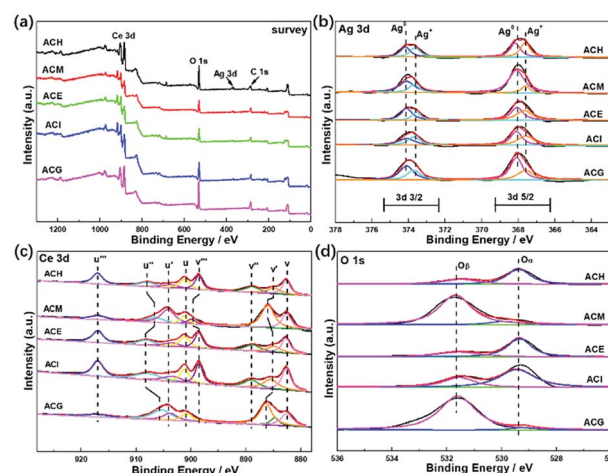 (a)
survey
Ce 3d
O 1s
Ag 3d
C 1s
ACH
ACM
ACE
ACI
ACG
Intensity (a.u.)
1200 1000 800 600 400 200 0
Binding Energy / eV
(b)
Ag 3d
Ag⁰ Ag⁺ Ag⁰ Ag⁺
ACH
ACM
ACE
ACI
ACG
3d 3/2 3d 5/2
Intensity (a.u.)
378 376 374 372 370 368 366 364
Binding Energy / eV
(c)
Ce 3d
u''' u'' u' u v''' v'' v' v
ACH
ACM
ACE
ACI
ACG
Intensity (a.u.)
920 910 900 890 880
Binding Energy / eV
(d)
O 1s
Oβ Oα
ACH
ACM
ACE
ACI
ACG
Intensity (a.u.)
536 534 532 530 528
Binding Energy / eV